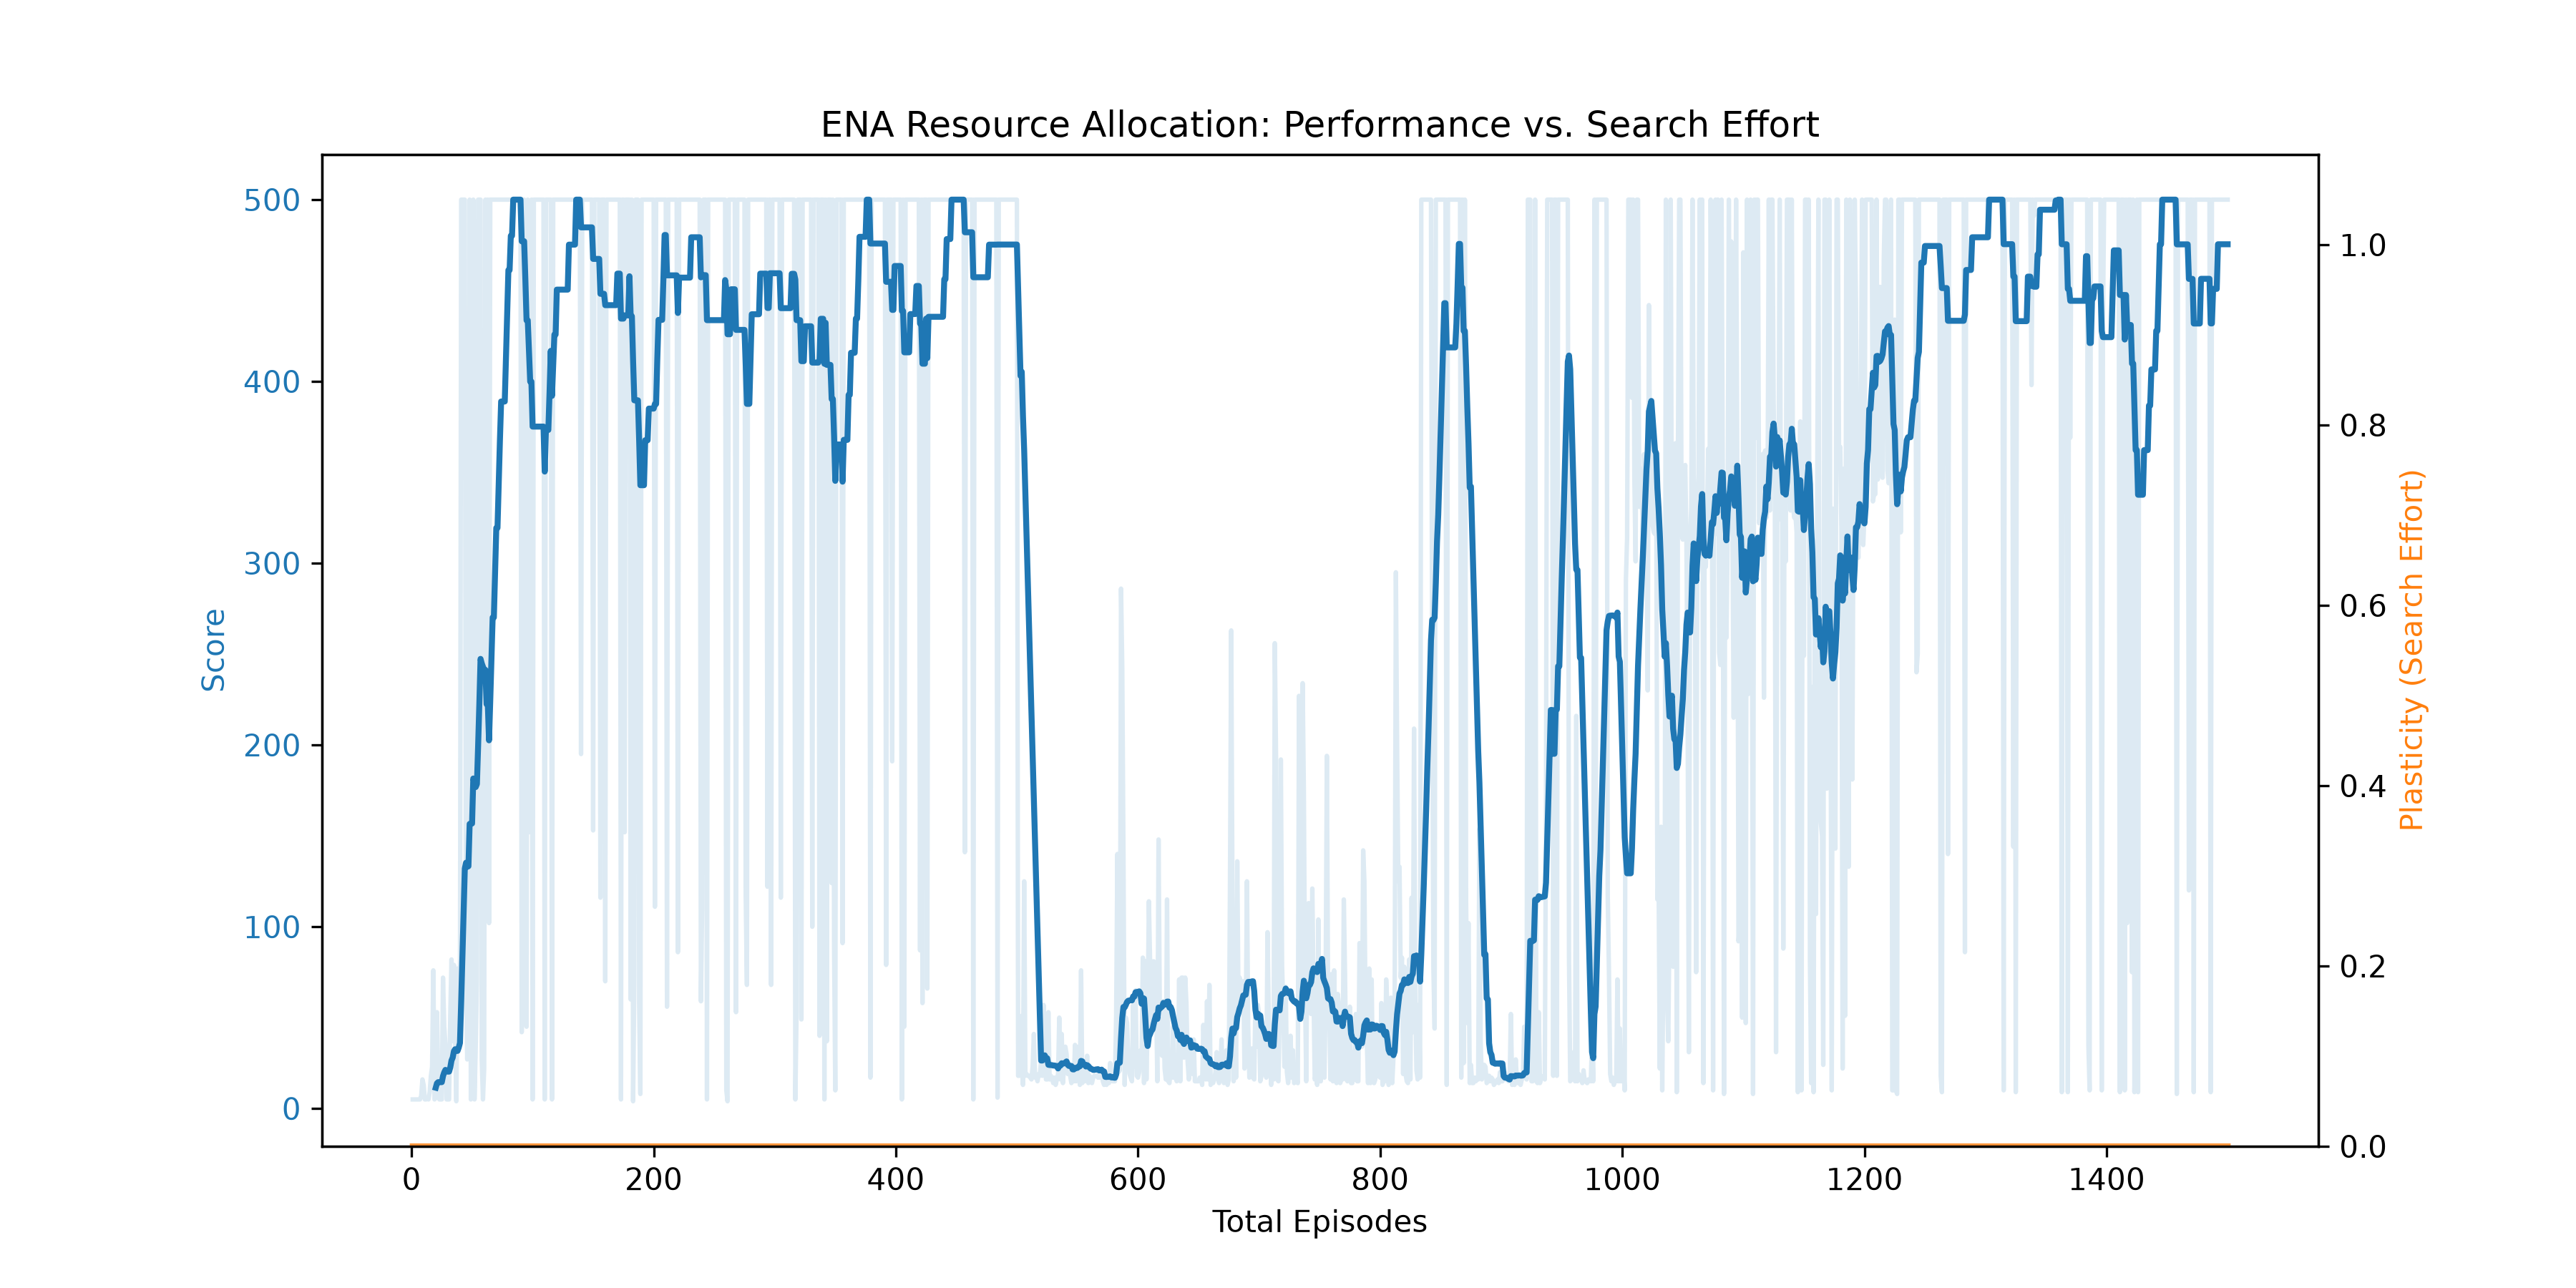 ENA Resource Allocation: Performance vs. Search Effort
500
400
300
200
100
0
Score
1.0
0.8
0.6
0.4
0.2
0.0
Plasticity (Search Effort)
0 200 400 600 800 1000 1200 1400
Total Episodes